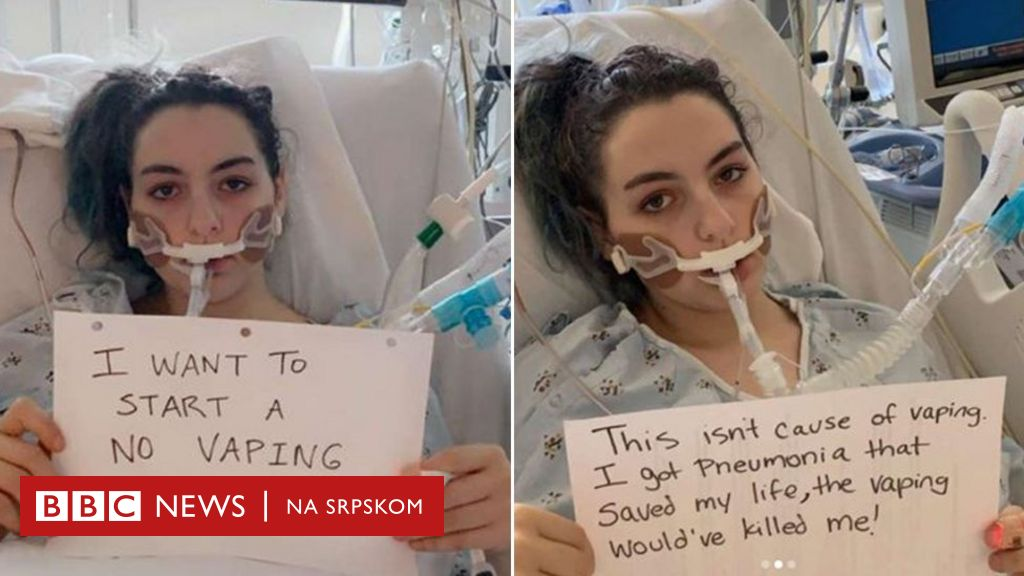 I WANT TO
START A
NO VAPING
This isn't cause of vaping.
I got Pneumonia that
Saved my life, the vaping
would've killed me!
BBC NEWS | NA SRPSKOM